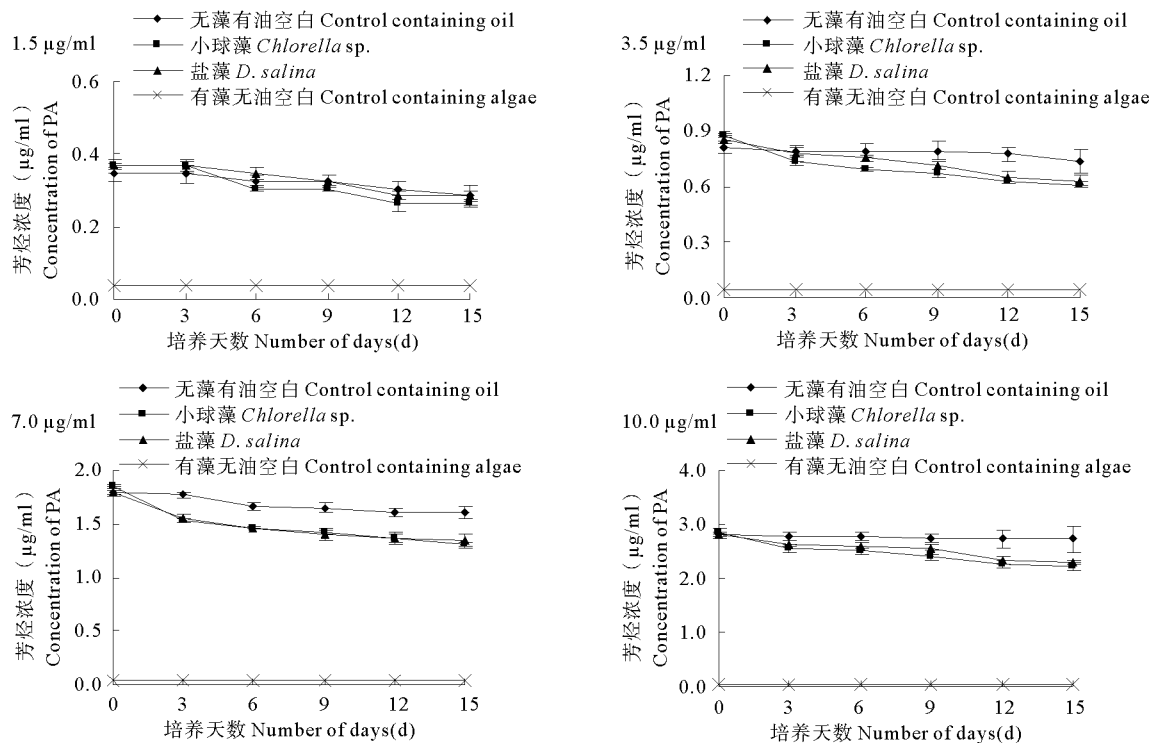 1.5 µg/ml
无藻有油空白 Control containing oil
小球藻 Chlorella sp.
盐藻 D. salina
有藻无油空白 Control containing algae
芳烃浓度（µg/ml）
Concentration of PA
0.6
0.4
0.2
0.0
0 3 6 9 12 15
培养天数 Number of days(d)
3.5 µg/ml
无藻有油空白 Control containing oil
小球藻 Chlorella sp.
盐藻 D. salina
有藻无油空白 Control containing algae
芳烃浓度（µg/ml）
Concentration of PA
1.2
0.9
0.6
0.3
0.0
0 3 6 9 12 15
培养天数 Number of days(d)
7.0 µg/ml
无藻有油空白 Control containing oil
小球藻 Chlorella sp.
盐藻 D. salina
有藻无油空白 Control containing algae
芳烃浓度（µg/ml）
Concentration of PA
2.0
1.5
1.0
0.5
0.0
0 3 6 9 12 15
培养天数 Number of days(d)
10.0 µg/ml
无藻有油空白 Control containing oil
小球藻 Chlorella sp.
盐藻 D. salina
有藻无油空白 Control containing algae
芳烃浓度（µg/ml）
Concentration of PA
4.0
3.0
2.0
1.0
0.0
0 3 6 9 12 15
培养天数 Number of days(d)